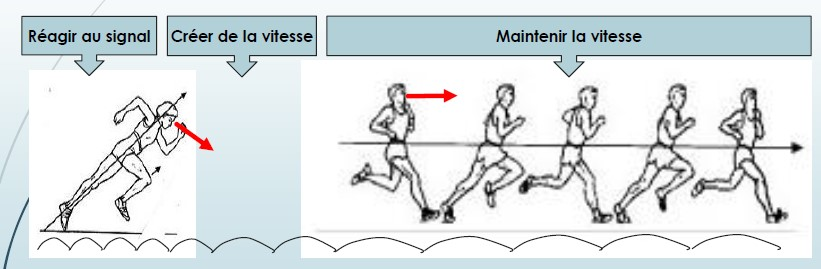 Réagir au signal
Créer de la vitesse
Maintenir la vitesse